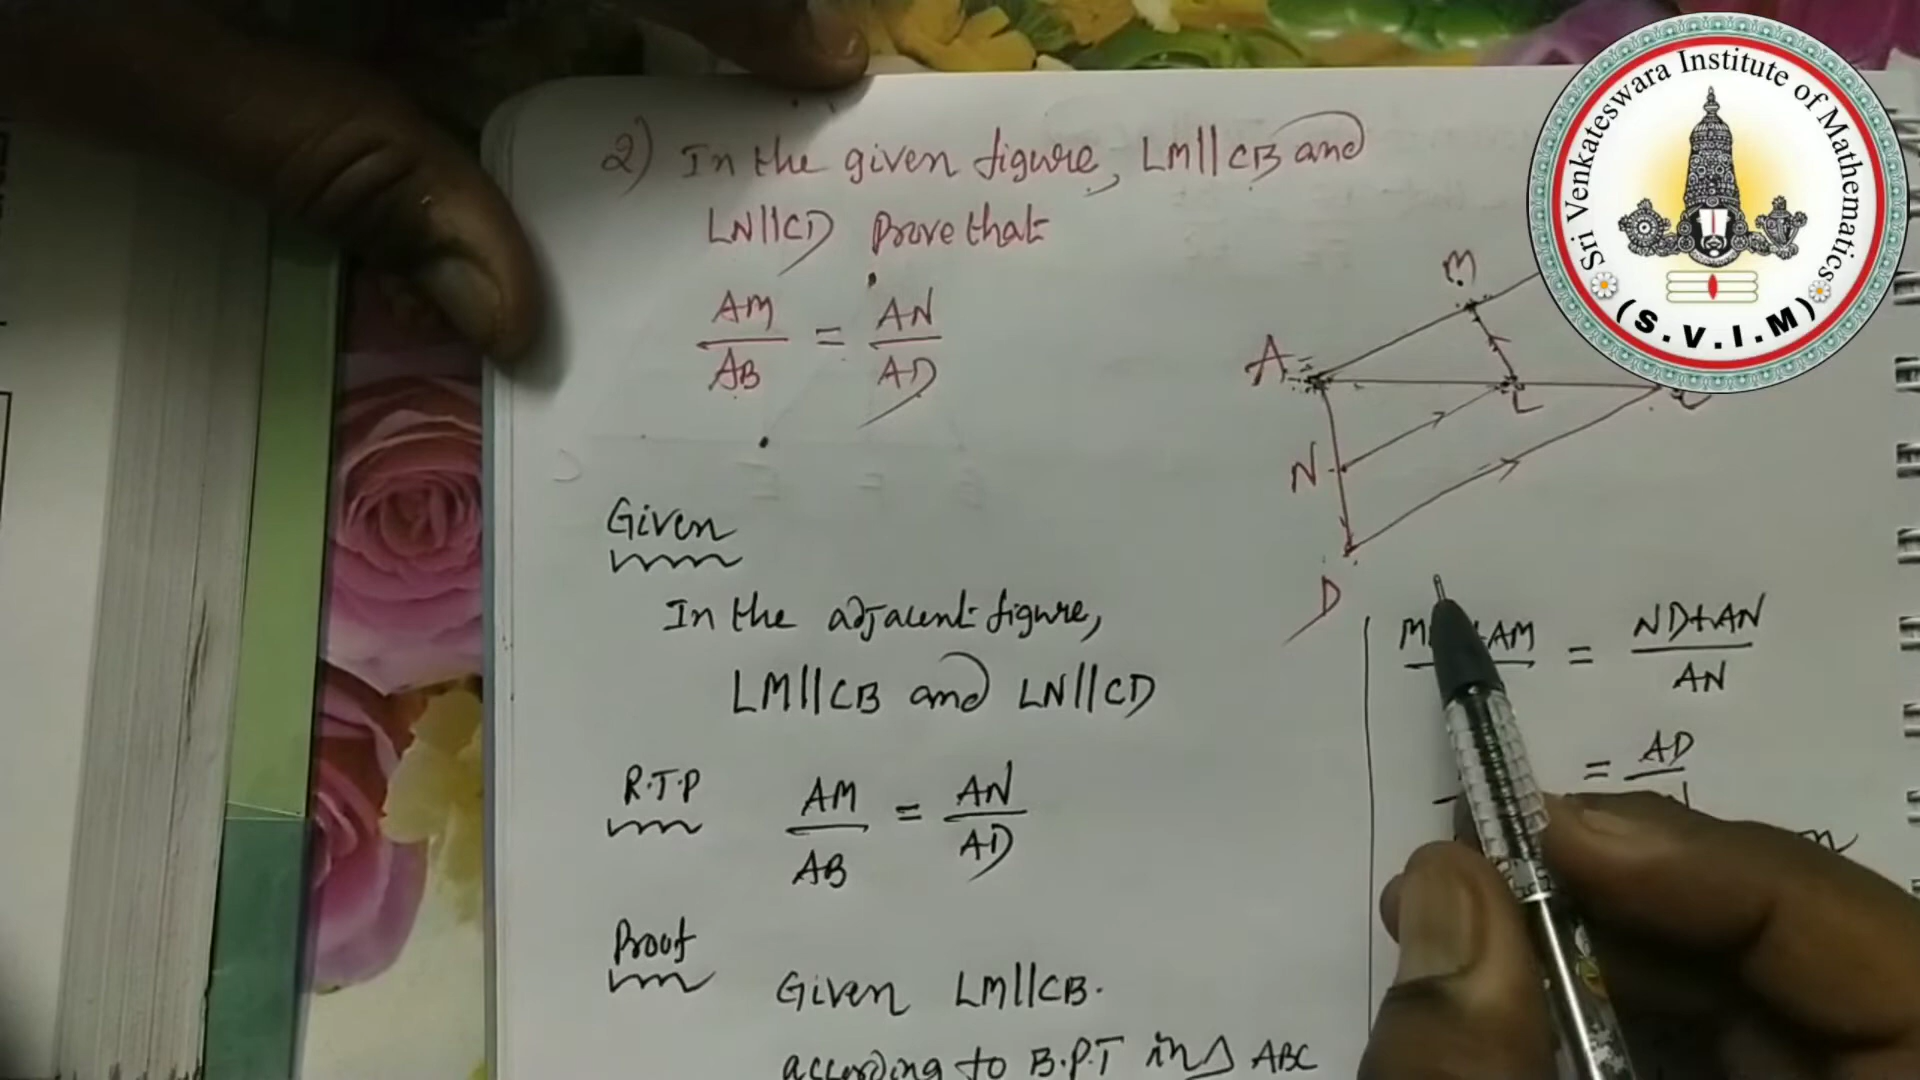 2) In the given figure, LM||CB and
LN||CD Prove that
AM/AB = AN/AD
M
A
L
N
D
Given
In the adjacent figure,
LM||CB and LN||CD
R.T.P AM/AB = AN/AD
Proof
Given LM||CB.
according to B.P.T in △ ABC
+AM = ND+AN/AN
= AD
Sri Venkateswara Institute of Mathematics
(S.V.I.M)